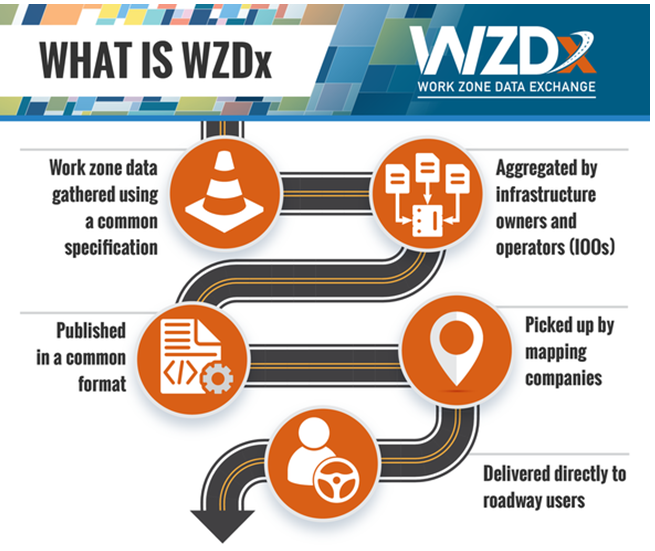 WHAT IS WZDx
WZDx
WORK ZONE DATA EXCHANGE
Work zone data
gathered using
a common
specification
Aggregated by
infrastructure
owners and
operators (IOOs)
Published
in a common
format
</>
Picked up by
mapping
companies
Delivered directly to
roadway users